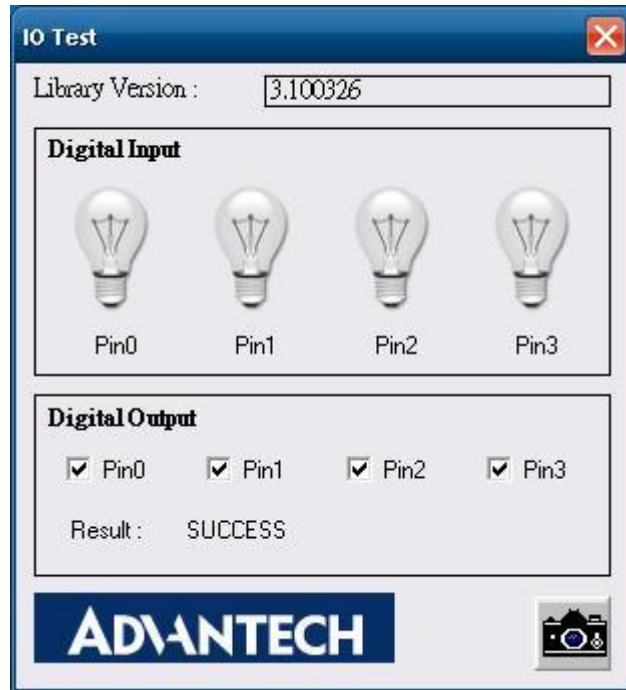 IO Test
Library Version : 3.100326
Digital Input
Pin0 Pin1 Pin2 Pin3
Digital Output
Pin0 Pin1 Pin2 Pin3
Result : SUCCESS
ADVANTECH